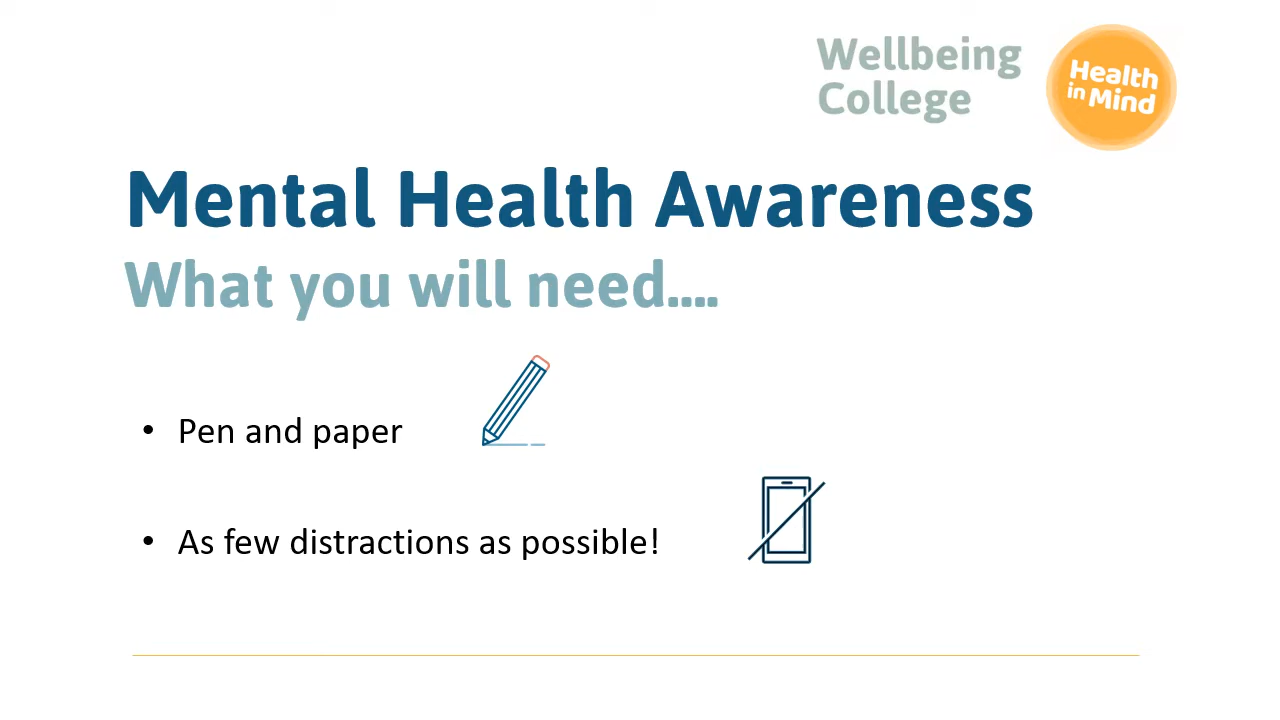 Wellbeing
College
Health
in Mind
Mental Health Awareness
What you will need....
• Pen and paper
• As few distractions as possible!